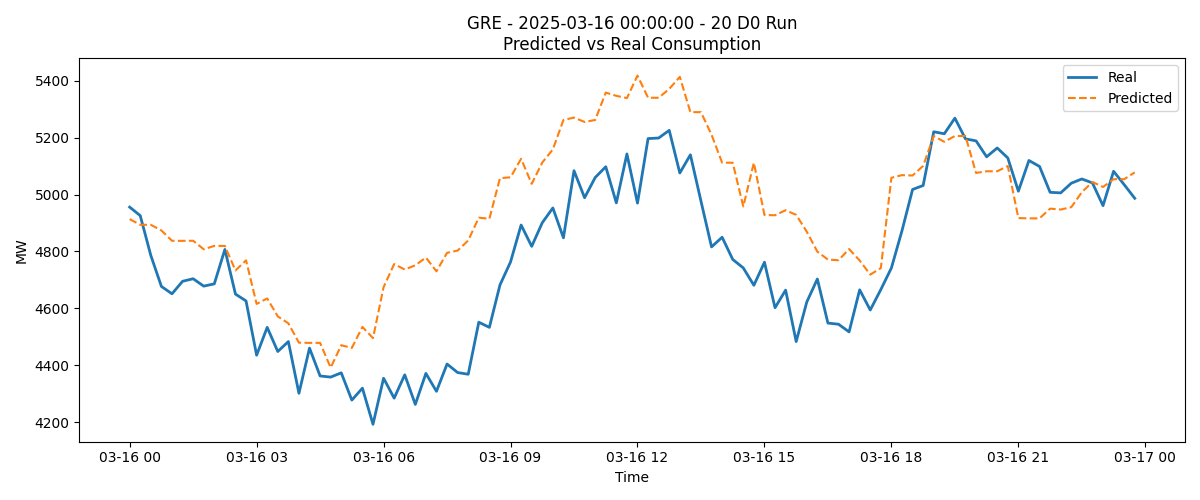 GRE - 2025-03-16 00:00:00 - 20 D0 Run
Predicted vs Real Consumption
Real
Predicted
5400
5200
5000
4800
4600
4400
4200
MW
03-16 00
03-16 03
03-16 06
03-16 09
03-16 12
03-16 15
03-16 18
03-16 21
03-17 00
Time